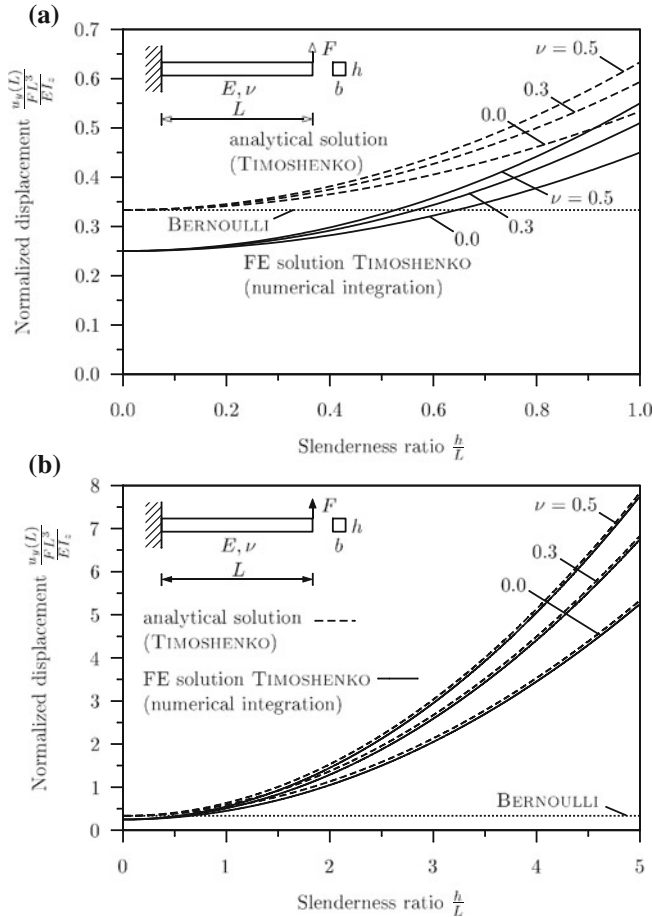 (a)
0.7
0.6
0.5
0.4
0.3
0.2
0.1
0.0
Normalized displacement u_y(L) / (FL³/EI_z)
F
h
b
E, ν
L
analytical solution
(TIMOSHENKO)
ν = 0.5
0.3
0.0
BERNOULLI
ν = 0.5
0.3
0.0
FE solution TIMOSHENKO
(numerical integration)
0.0 0.2 0.4 0.6 0.8 1.0
Slenderness ratio h/L
(b)
8
7
6
5
4
3
2
1
0
Normalized displacement u_y(L) / (FL³/EI_z)
F
h
b
E, ν
L
ν = 0.5
0.3
0.0
analytical solution
(TIMOSHENKO)
FE solution TIMOSHENKO
(numerical integration)
BERNOULLI
0 1 2 3 4 5
Slenderness ratio h/L